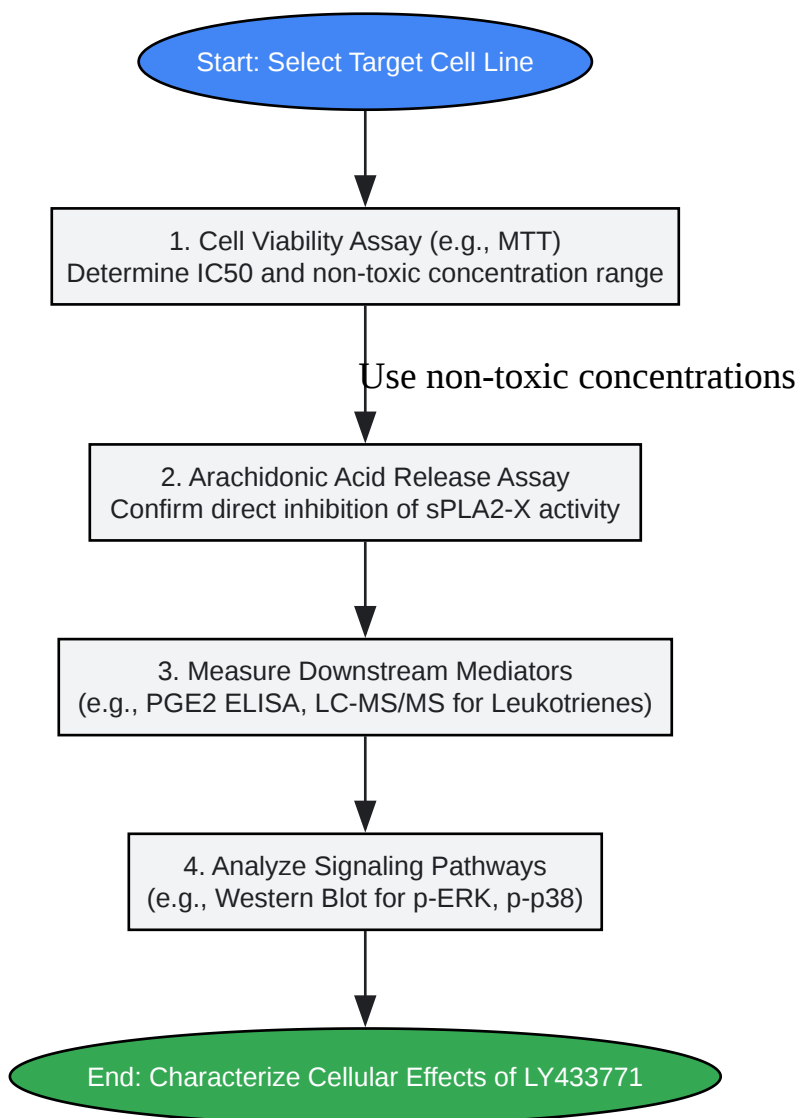 Start: Select Target Cell Line
1. Cell Viability Assay (e.g., MTT)
Determine IC50 and non-toxic concentration range
Use non-toxic concentrations
2. Arachidonic Acid Release Assay
Confirm direct inhibition of sPLA2-X activity
3. Measure Downstream Mediators
(e.g., PGE2 ELISA, LC-MS/MS for Leukotrienes)
4. Analyze Signaling Pathways
(e.g., Western Blot for p-ERK, p-p38)
End: Characterize Cellular Effects of LY433771